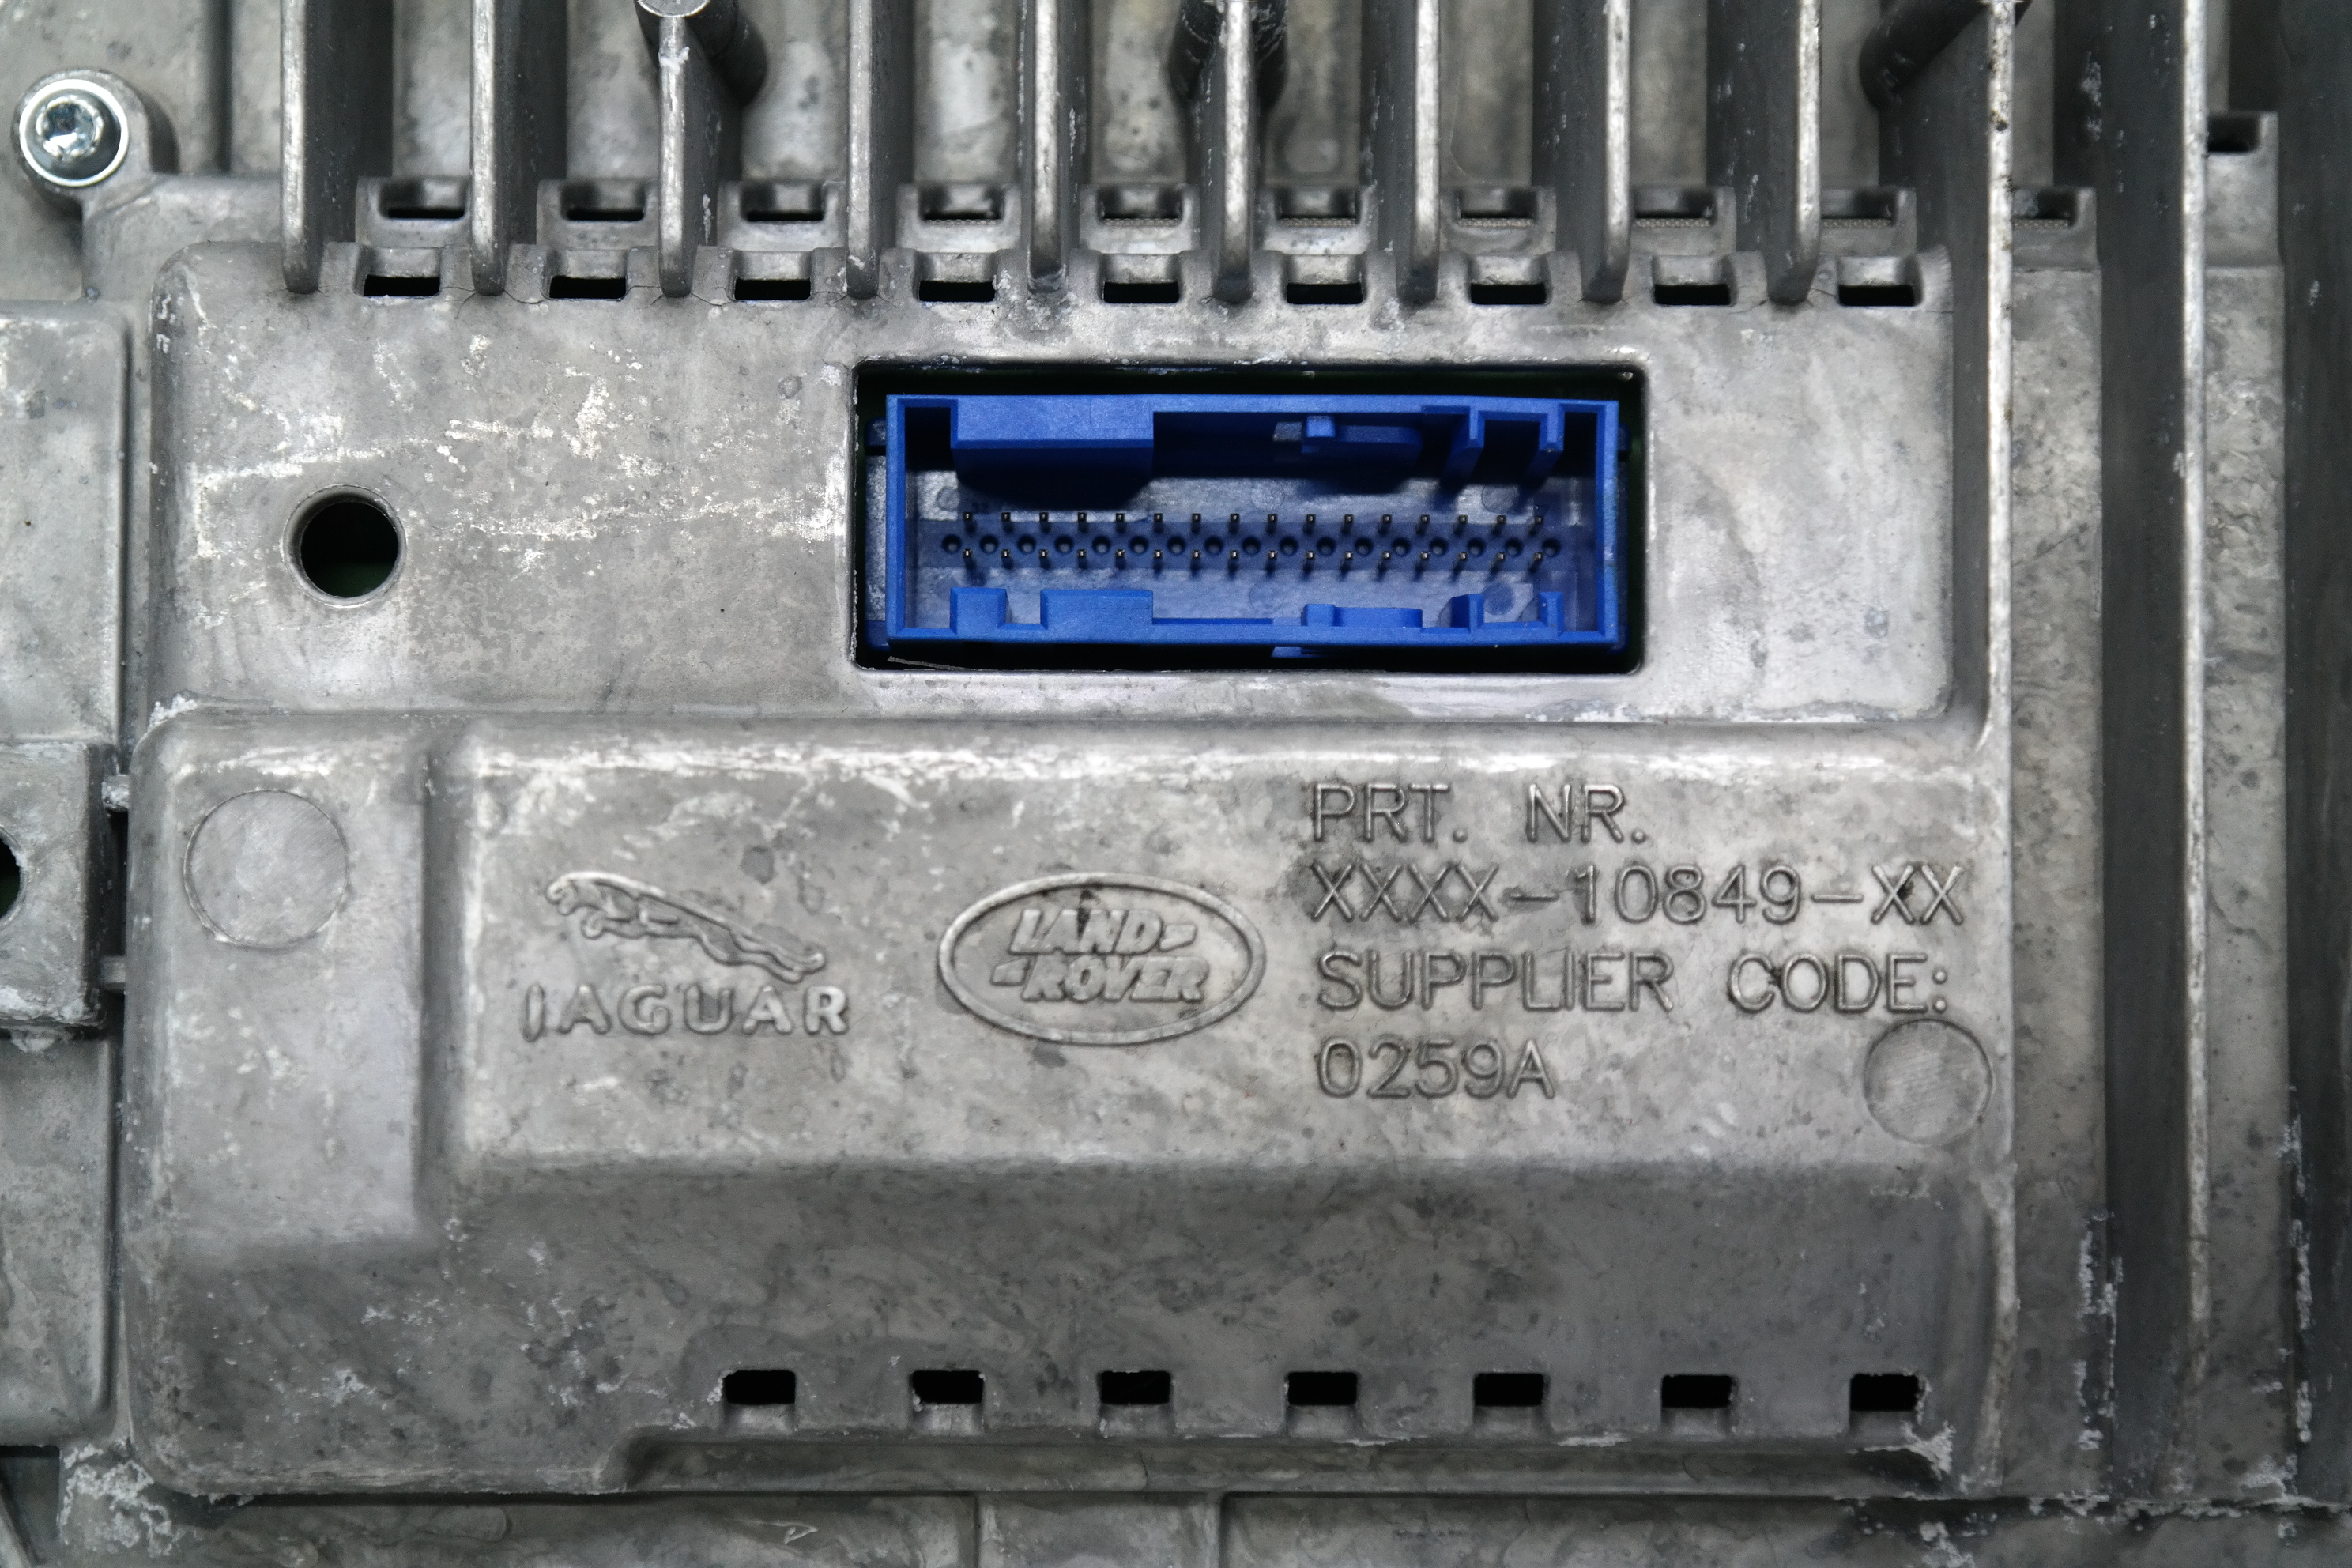 JAGUAR
LAND-
-ROVER
PRT. NR.
XXXX-10849-XX
SUPPLIER CODE:
0259A